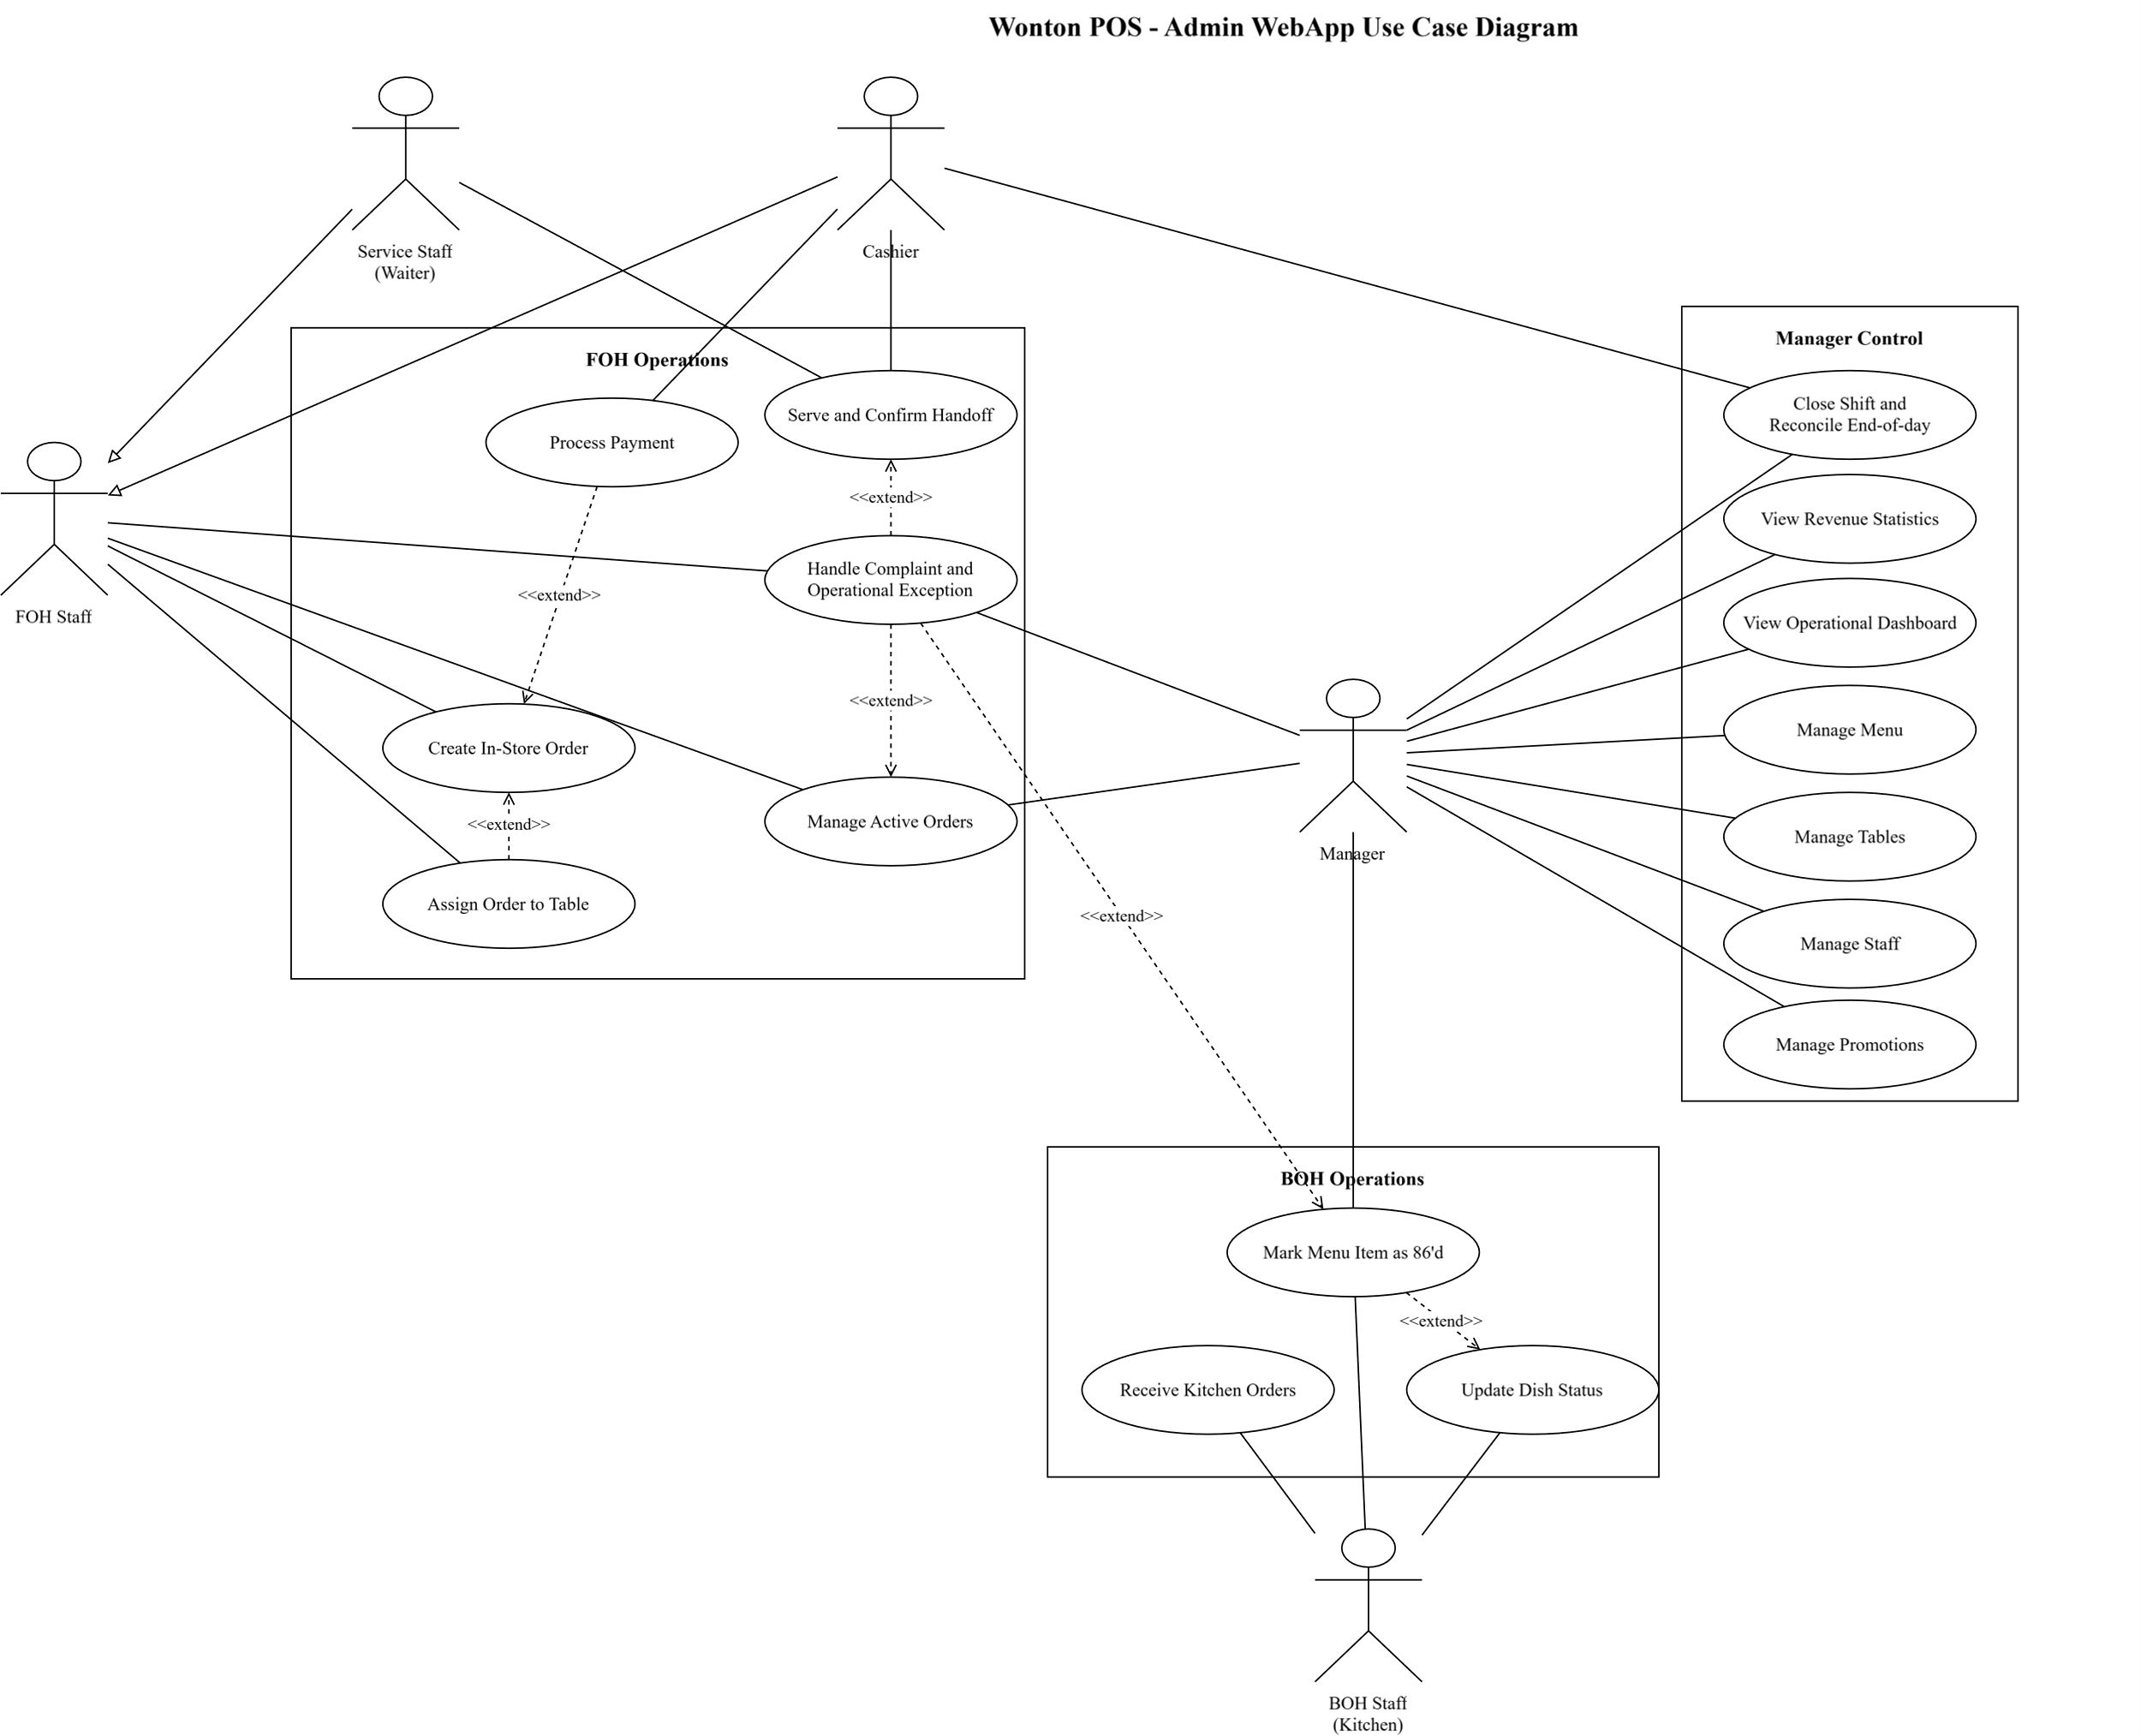 Wonton POS - Admin WebApp Use Case Diagram
Service Staff
(Waiter)
Cashier
FOH Staff
FOH Operations
Process Payment
Serve and Confirm Handoff
<<extend>>
Handle Complaint and
Operational Exception
<<extend>>
<<extend>>
Create In-Store Order
<<extend>>
Manage Active Orders
Assign Order to Table
<<extend>>
Manager
Manager Control
Close Shift and
Reconcile End-of-day
View Revenue Statistics
View Operational Dashboard
Manage Menu
Manage Tables
Manage Staff
Manage Promotions
BOH Operations
Mark Menu Item as 86'd
<<extend>>
Receive Kitchen Orders
Update Dish Status
BOH Staff
(Kitchen)